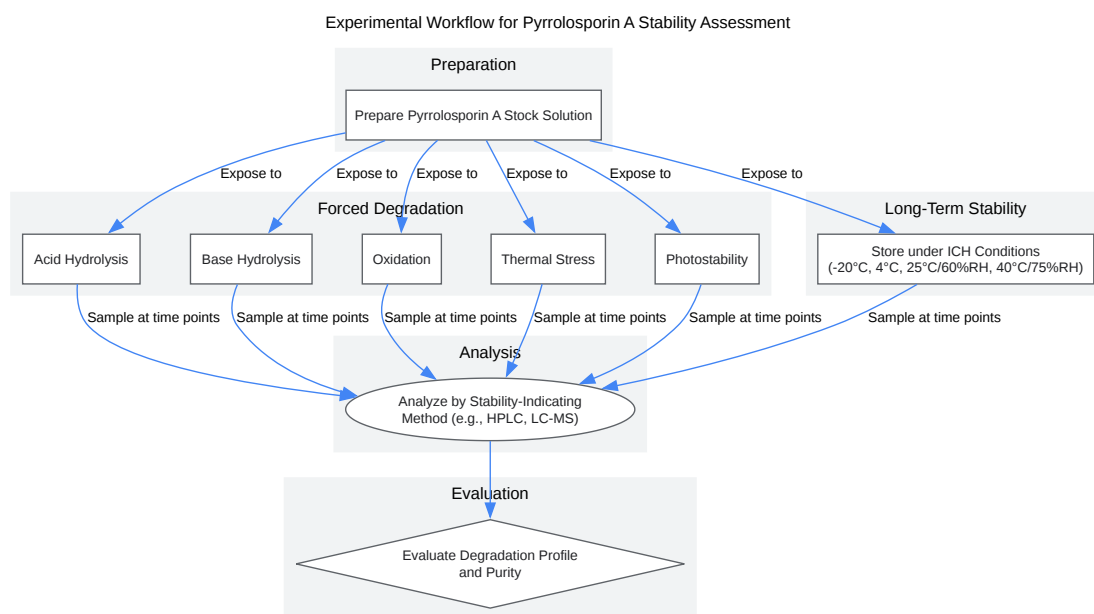 Experimental Workflow for Pyrrolosporin A Stability Assessment
Preparation
Prepare Pyrrolosporin A Stock Solution
Expose to
Expose to
Expose to
Expose to
Expose to
Expose to
Forced Degradation
Long-Term Stability
Acid Hydrolysis
Base Hydrolysis
Oxidation
Thermal Stress
Photostability
Store under ICH Conditions
(-20°C, 4°C, 25°C/60%RH, 40°C/75%RH)
Sample at time points
Sample at time points
Sample at time points
Sample at time points
Sample at time points
Sample at time points
Analysis
Analyze by Stability-Indicating
Method (e.g., HPLC, LC-MS)
Evaluation
Evaluate Degradation Profile
and Purity